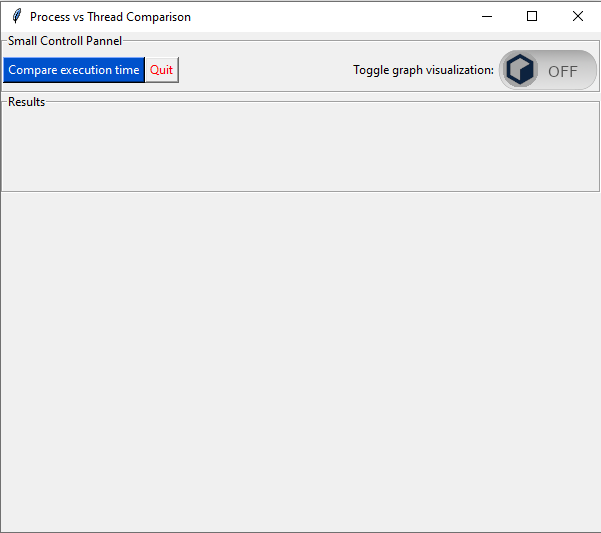 Process vs Thread Comparison
Small Controll Pannel
Compare execution time Quit Toggle graph visualization: OFF
Results